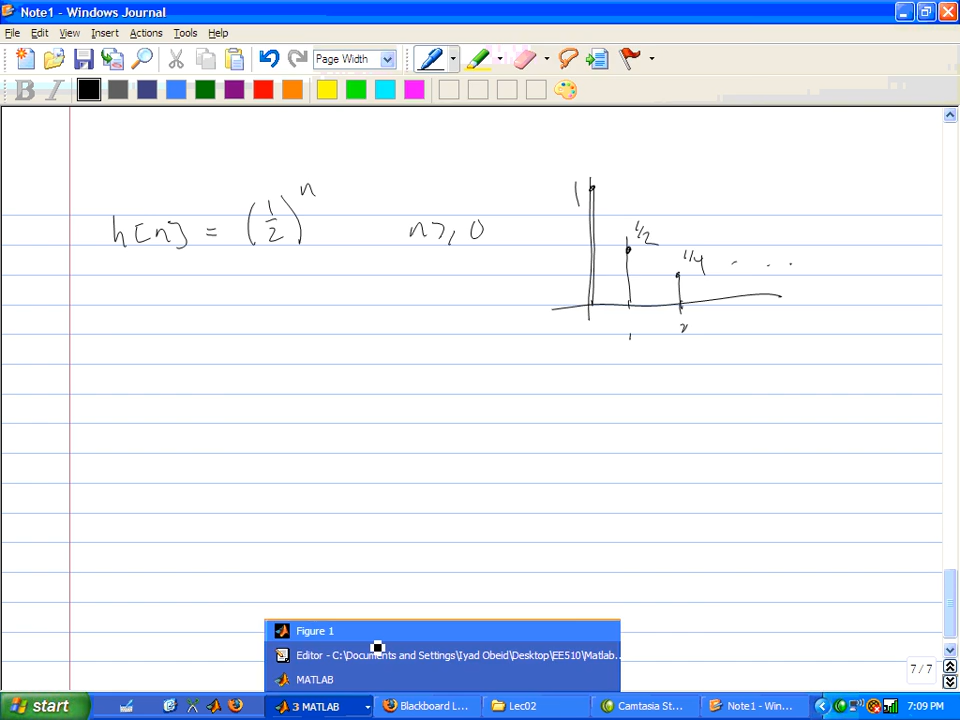 Note1 - Windows Journal
File Edit View Insert Actions Tools Help
Page Width
B I
h[n] = (1/2)^n n ≥ 0
1
1/2
1/4 . . .
1 2
7 / 7
Figure 1
Editor - C:\Documents and Settings\Iyad Obeid\Desktop\EE510\Matlab...
MATLAB
start 3 MATLAB Blackboard L... Lec02 Camtasia St... Note1 - Win... 7:09 PM